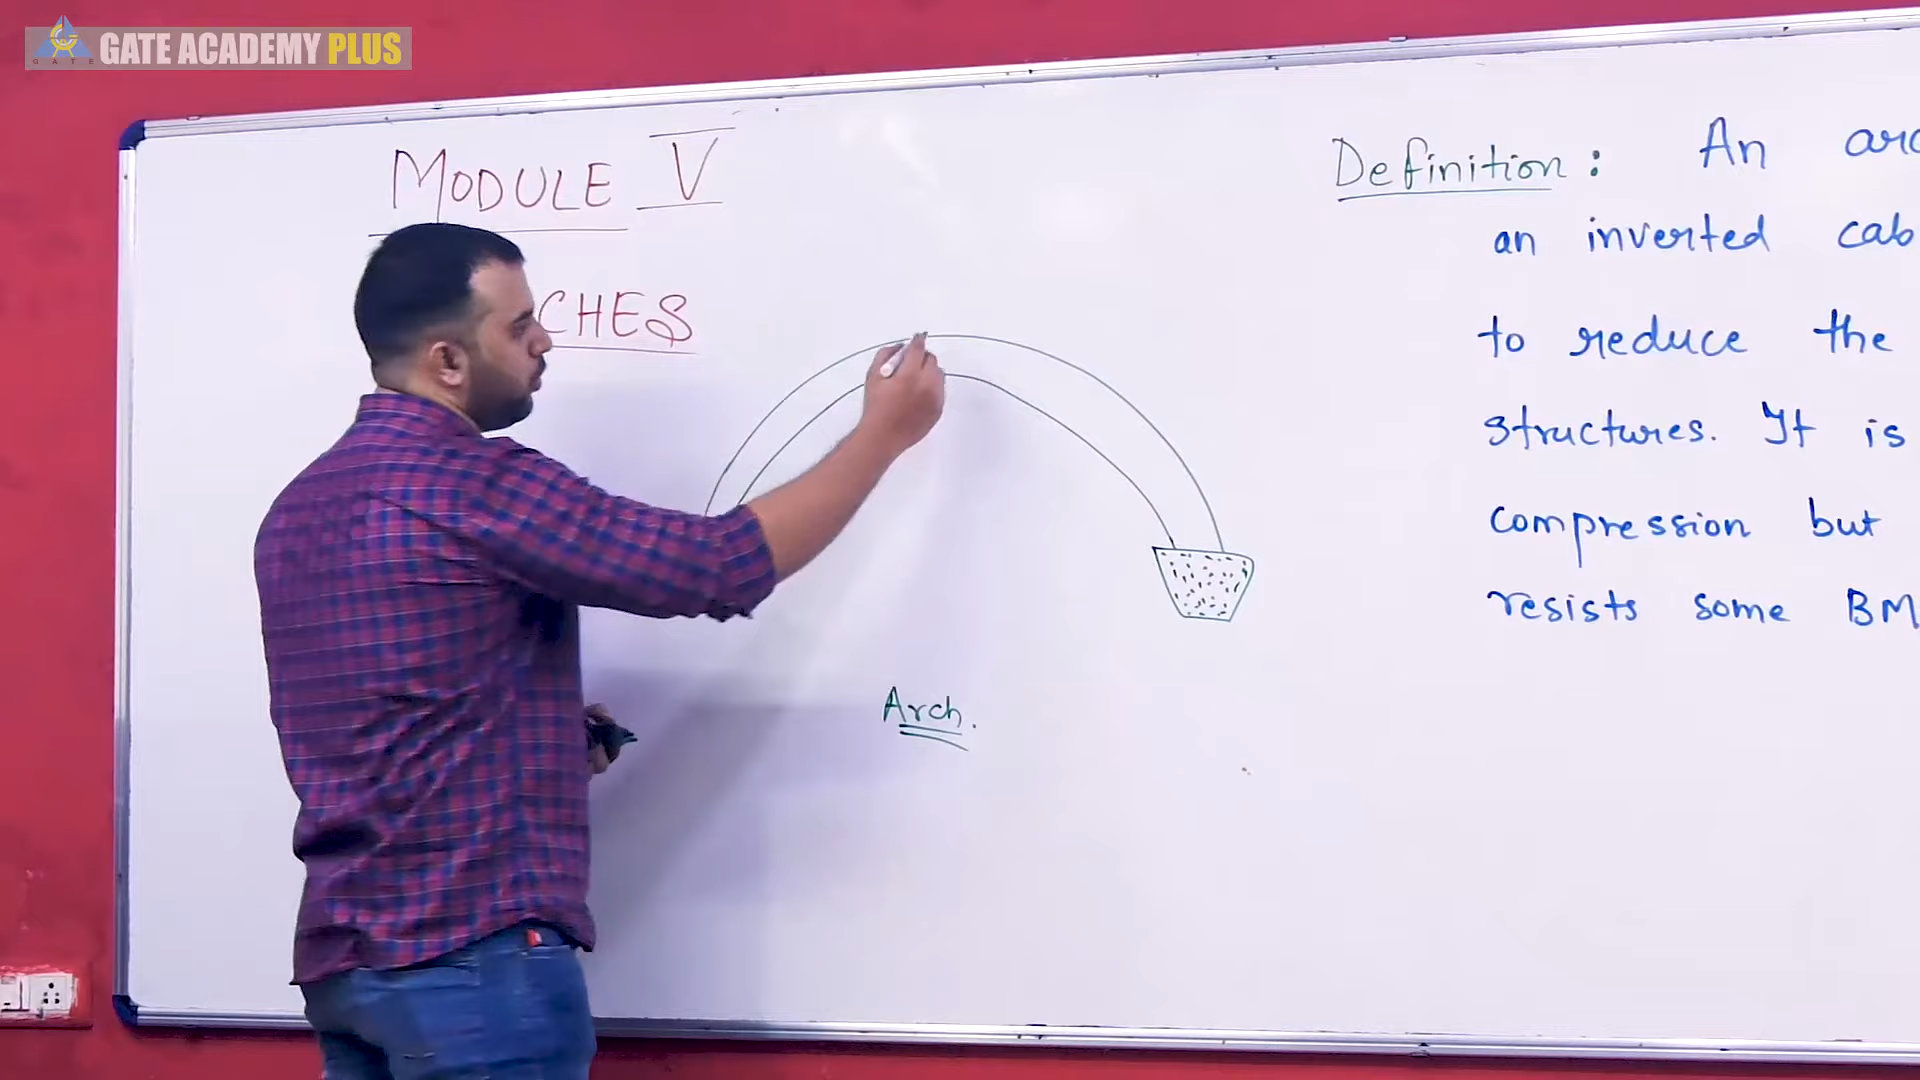 GATE ACADEMY PLUS
GATE
MODULE V
CHES
Definition : An arc
an inverted cab
to reduce the
structures. It is
compression but
resists some BM
Arch.